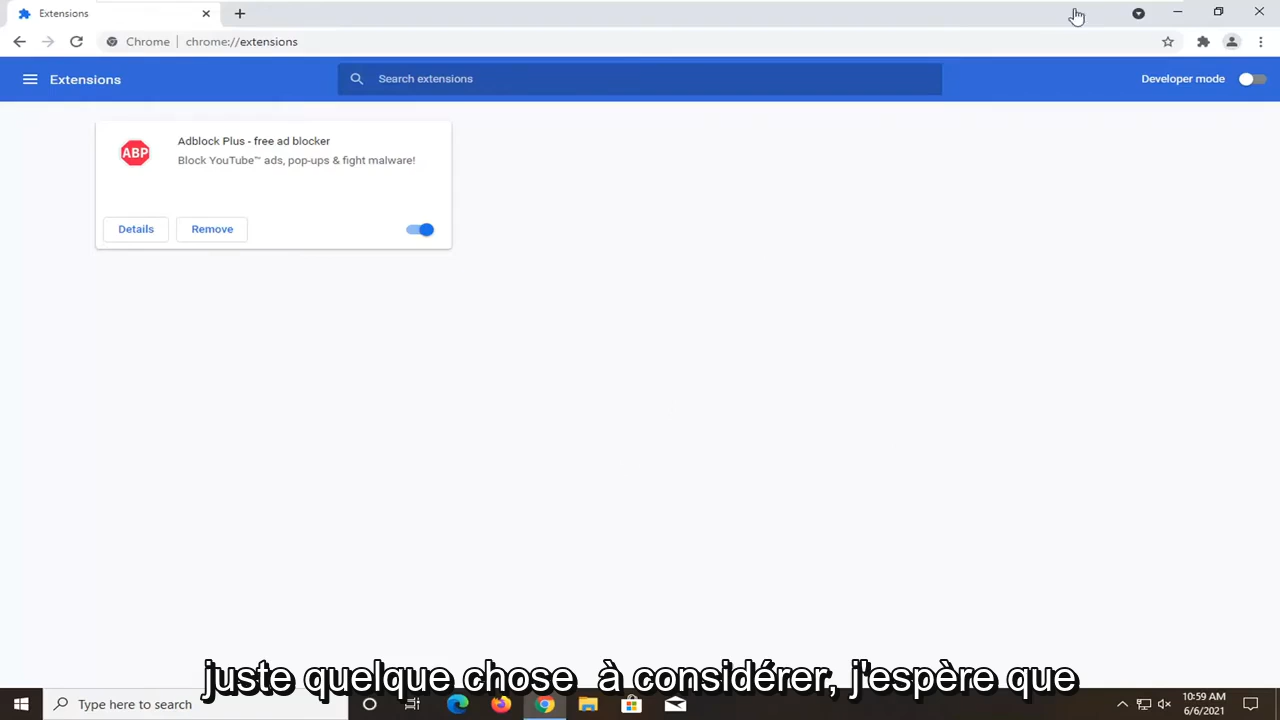 Extensions
Chrome | chrome://extensions
Extensions
Search extensions
Developer mode
ABP
Adblock Plus - free ad blocker
Block YouTube™ ads, pop-ups & fight malware!
Details
Remove
juste quelque chose à considérer, j'espère que
Type here to search
10:59 AM
6/6/2021